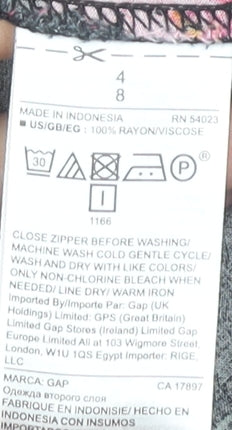 4
8
MADE IN INDONESIA RN 54023
■ US/GB/EG : 100% RAYON/VISCOSE
30 P ®
I
1166
CLOSE ZIPPER BEFORE WASHING/
MACHINE WASH COLD GENTLE CYCLE/
WASH AND DRY WITH LIKE COLORS/
ONLY NON-CHLORINE BLEACH WHEN
NEEDED/ LINE DRY/ WARM IRON
Imported By/Importe Par: Gap (UK
Holdings) Limited: GPS (Great Britain)
Limited Gap Stores (Ireland) Limited Gap
Europe Limited All at 103 Wigmore Street,
London, W1U 1QS Egypt Importer: RIGE,
LLC
MARCA: GAP CA 17897
Одежда второго слоя
FABRIQUE EN INDONISIE/ HECHO EN
INDONESIA CON INSUMOS